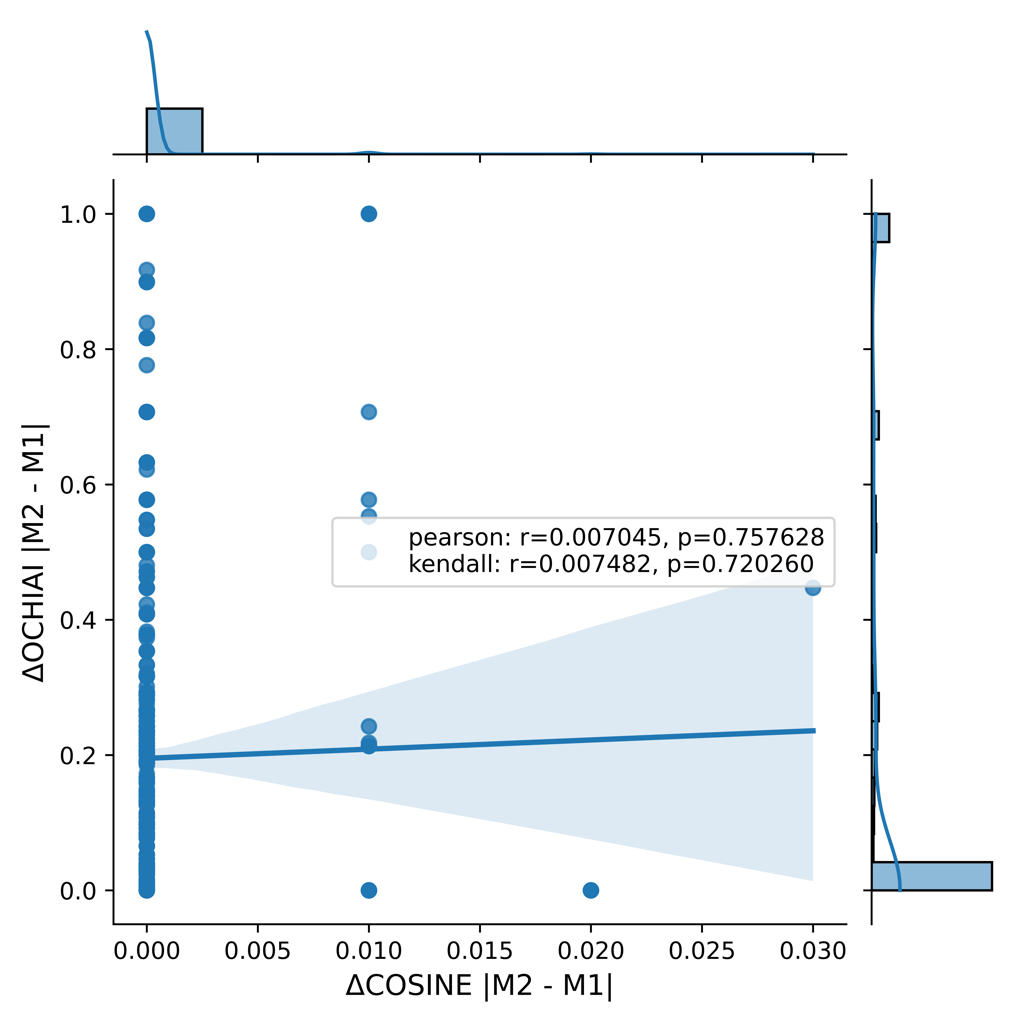 1.0
0.8
0.6
0.4
0.2
0.0
ΔOCHIAI |M2 - M1|
pearson: r=0.007045, p=0.757628
kendall: r=0.007482, p=0.720260
0.000 0.005 0.010 0.015 0.020 0.025 0.030
ΔCOSINE |M2 - M1|